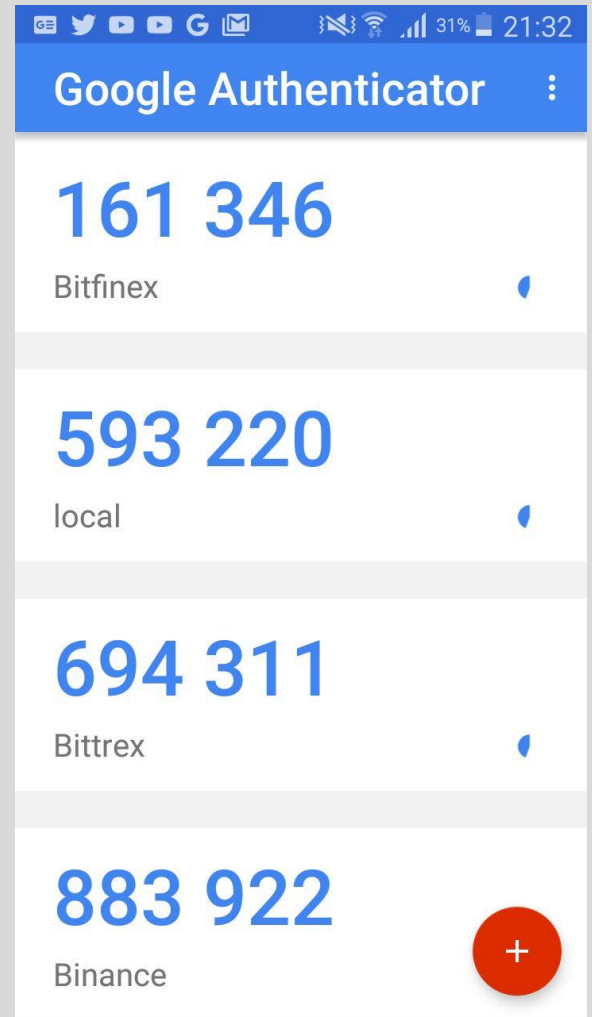 31% 21:32
Google Authenticator
161 346
Bitfinex
593 220
local
694 311
Bittrex
883 922
Binance